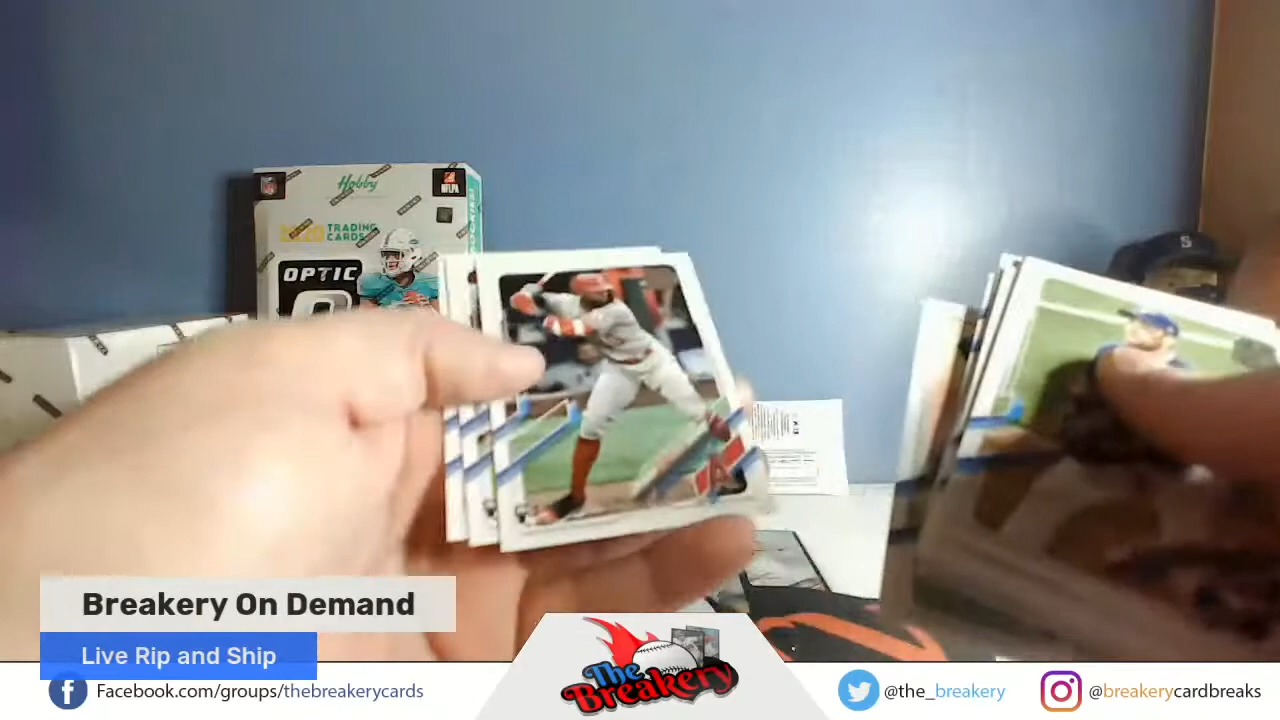 Hobby
TRADING
CARDS
OPTIC
S
Breakery On Demand
Live Rip and Ship
The
Breakery
Facebook.com/groups/thebreakerycards
@the_breakery
@breakerycardbreaks